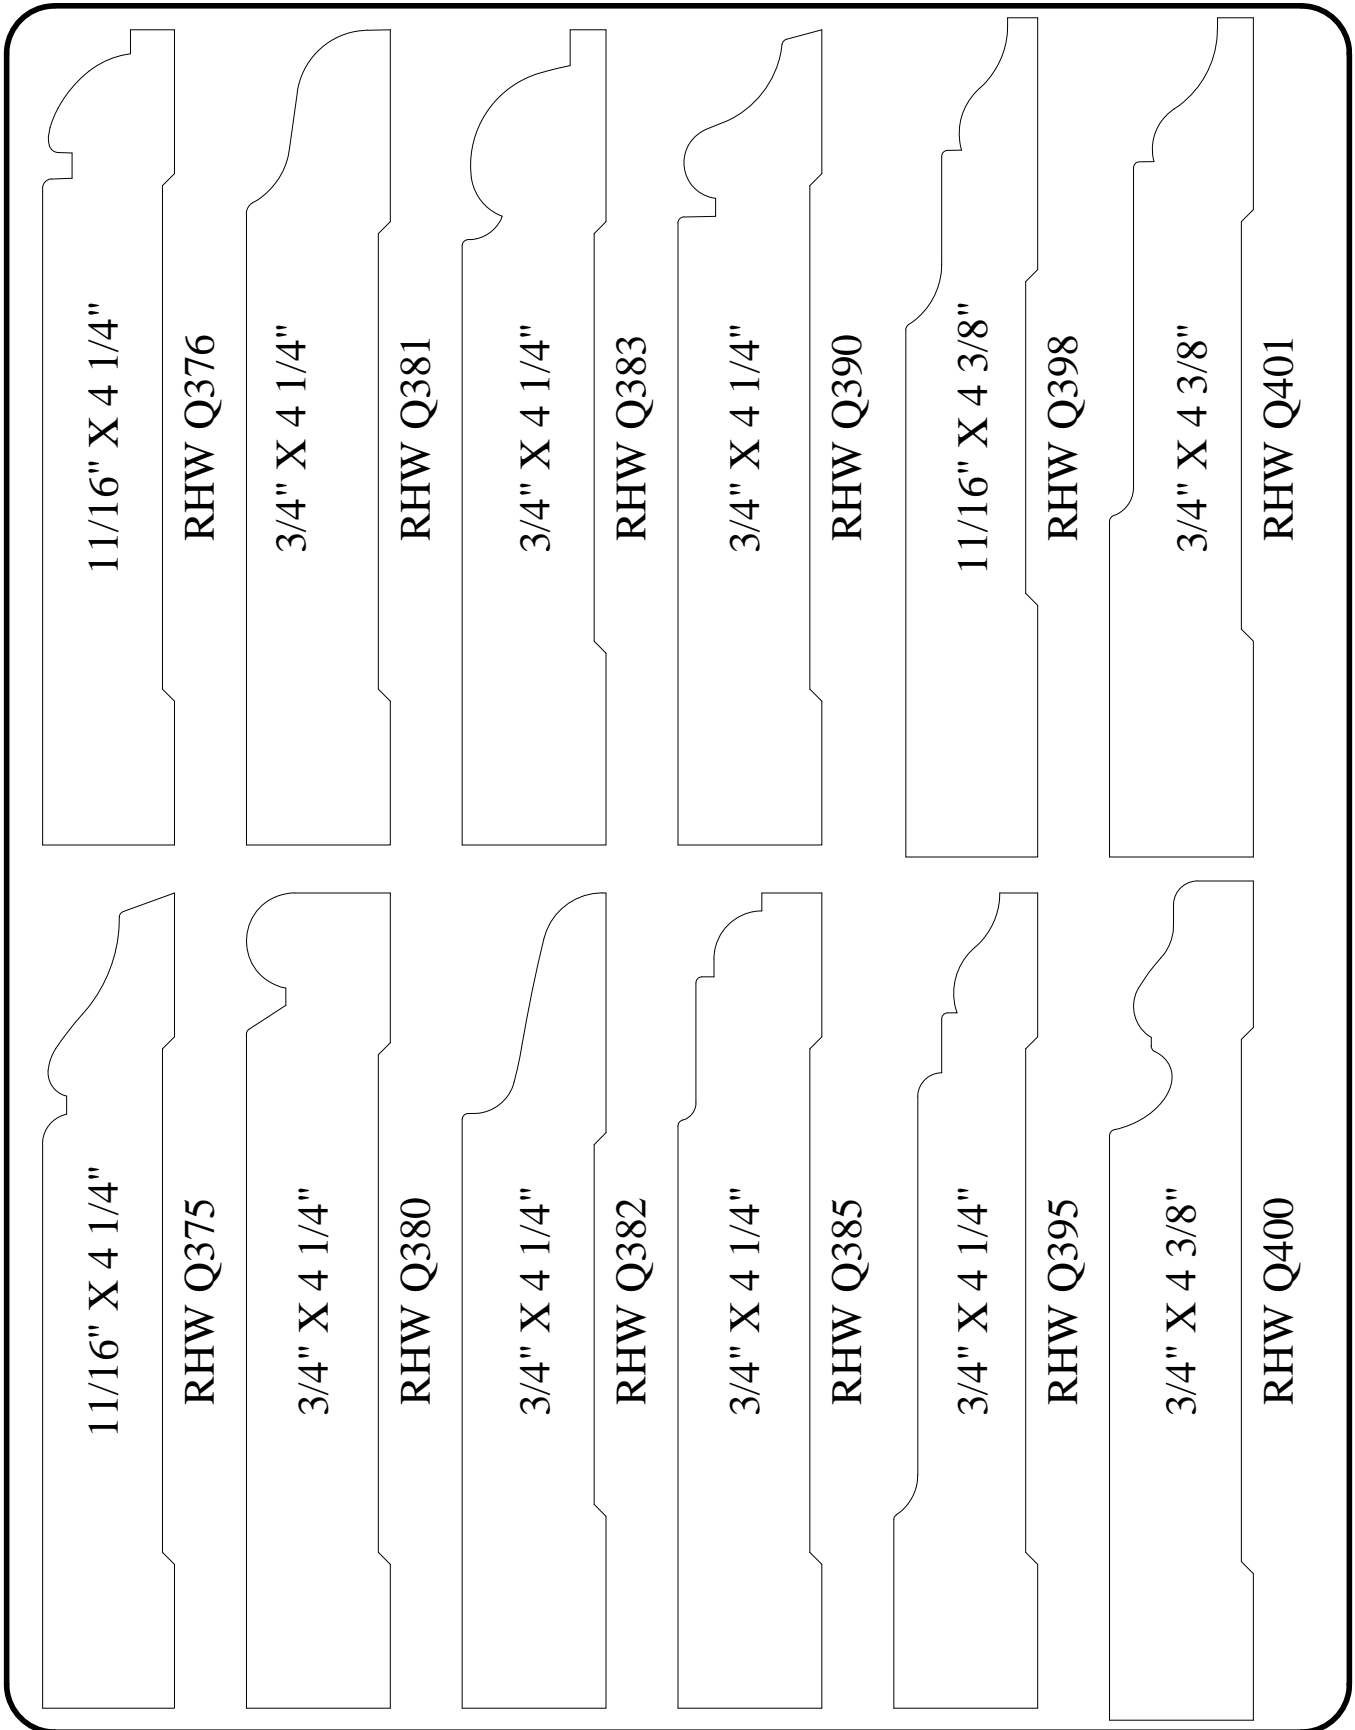 11/16" X 4 1/4"
RHW Q376
3/4" X 4 1/4"
RHW Q381
3/4" X 4 1/4"
RHW Q383
3/4" X 4 1/4"
RHW Q390
11/16" X 4 3/8"
RHW Q398
3/4" X 4 3/8"
RHW Q401
11/16" X 4 1/4"
RHW Q375
3/4" X 4 1/4"
RHW Q380
3/4" X 4 1/4"
RHW Q382
3/4" X 4 1/4"
RHW Q385
3/4" X 4 1/4"
RHW Q395
3/4" X 4 3/8"
RHW Q400